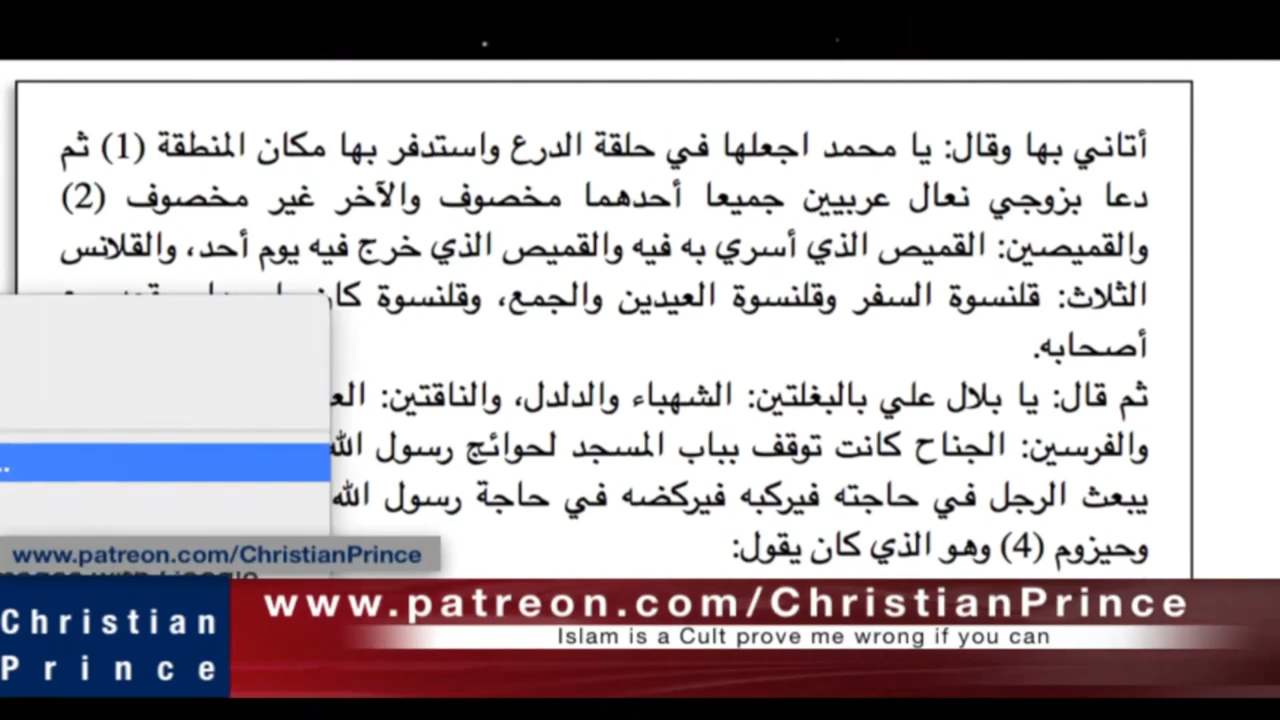 أتاني بها وقال: يا محمد اجعلها في حلقة الدرع واستدفر بها مكان المنطقة (1) ثم
دعا بزوجي نعال عربيين جميعا أحدهما مخصوف والآخر غير مخصوف (2)
والقميصين: القميص الذي أسري به فيه والقميص الذي خرج فيه يوم أحد، والقلانس
الثلاث: قلنسوة السفر وقلنسوة العيدين والجمع، وقلنسوة
أصحابه.
ثم قال: يا بلال علي بالبغلتين: الشهباء والدلدل، والناقتين:
والفرسين: الجناح كانت توقف بباب المسجد لحوائج رسول الله
يبعث الرجل في حاجته فيركبه فيركضه في حاجة رسول الله
وحيزوم (4) وهو الذي كان يقول:
..
www.patreon.com/ChristianPrince
Christian
Prince
www.patreon.com/ChristianPrince
Islam is a Cult prove me wrong if you can